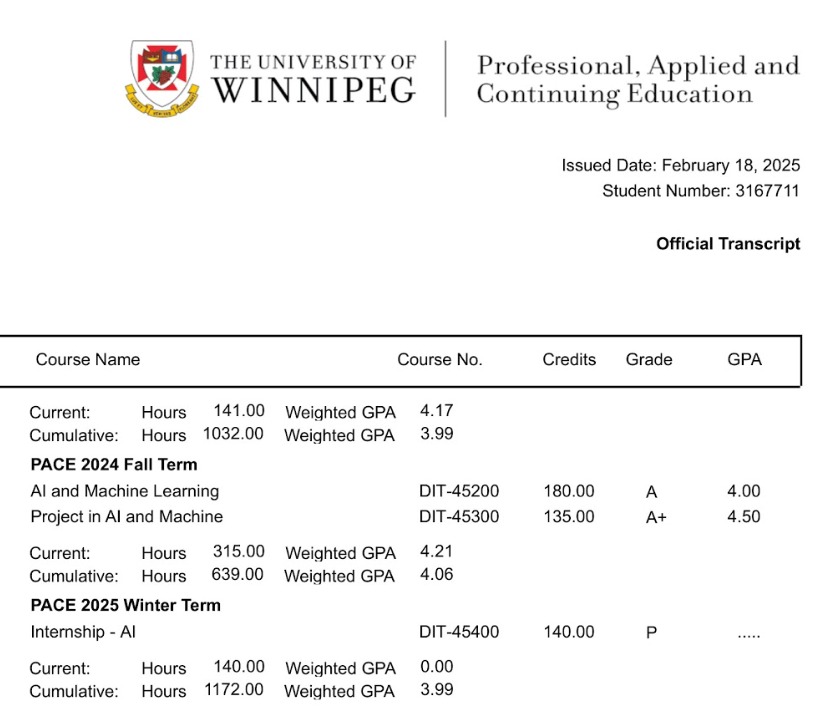 THE UNIVERSITY OF
WINNIPEG
Professional, Applied and
Continuing Education
Issued Date: February 18, 2025
Student Number: 3167711
Official Transcript
Course Name Course No. Credits Grade GPA
Current: Hours 141.00 Weighted GPA 4.17
Cumulative: Hours 1032.00 Weighted GPA 3.99
PACE 2024 Fall Term
AI and Machine Learning DIT-45200 180.00 A 4.00
Project in AI and Machine DIT-45300 135.00 A+ 4.50
Current: Hours 315.00 Weighted GPA 4.21
Cumulative: Hours 639.00 Weighted GPA 4.06
PACE 2025 Winter Term
Internship - AI DIT-45400 140.00 P .....
Current: Hours 140.00 Weighted GPA 0.00
Cumulative: Hours 1172.00 Weighted GPA 3.99